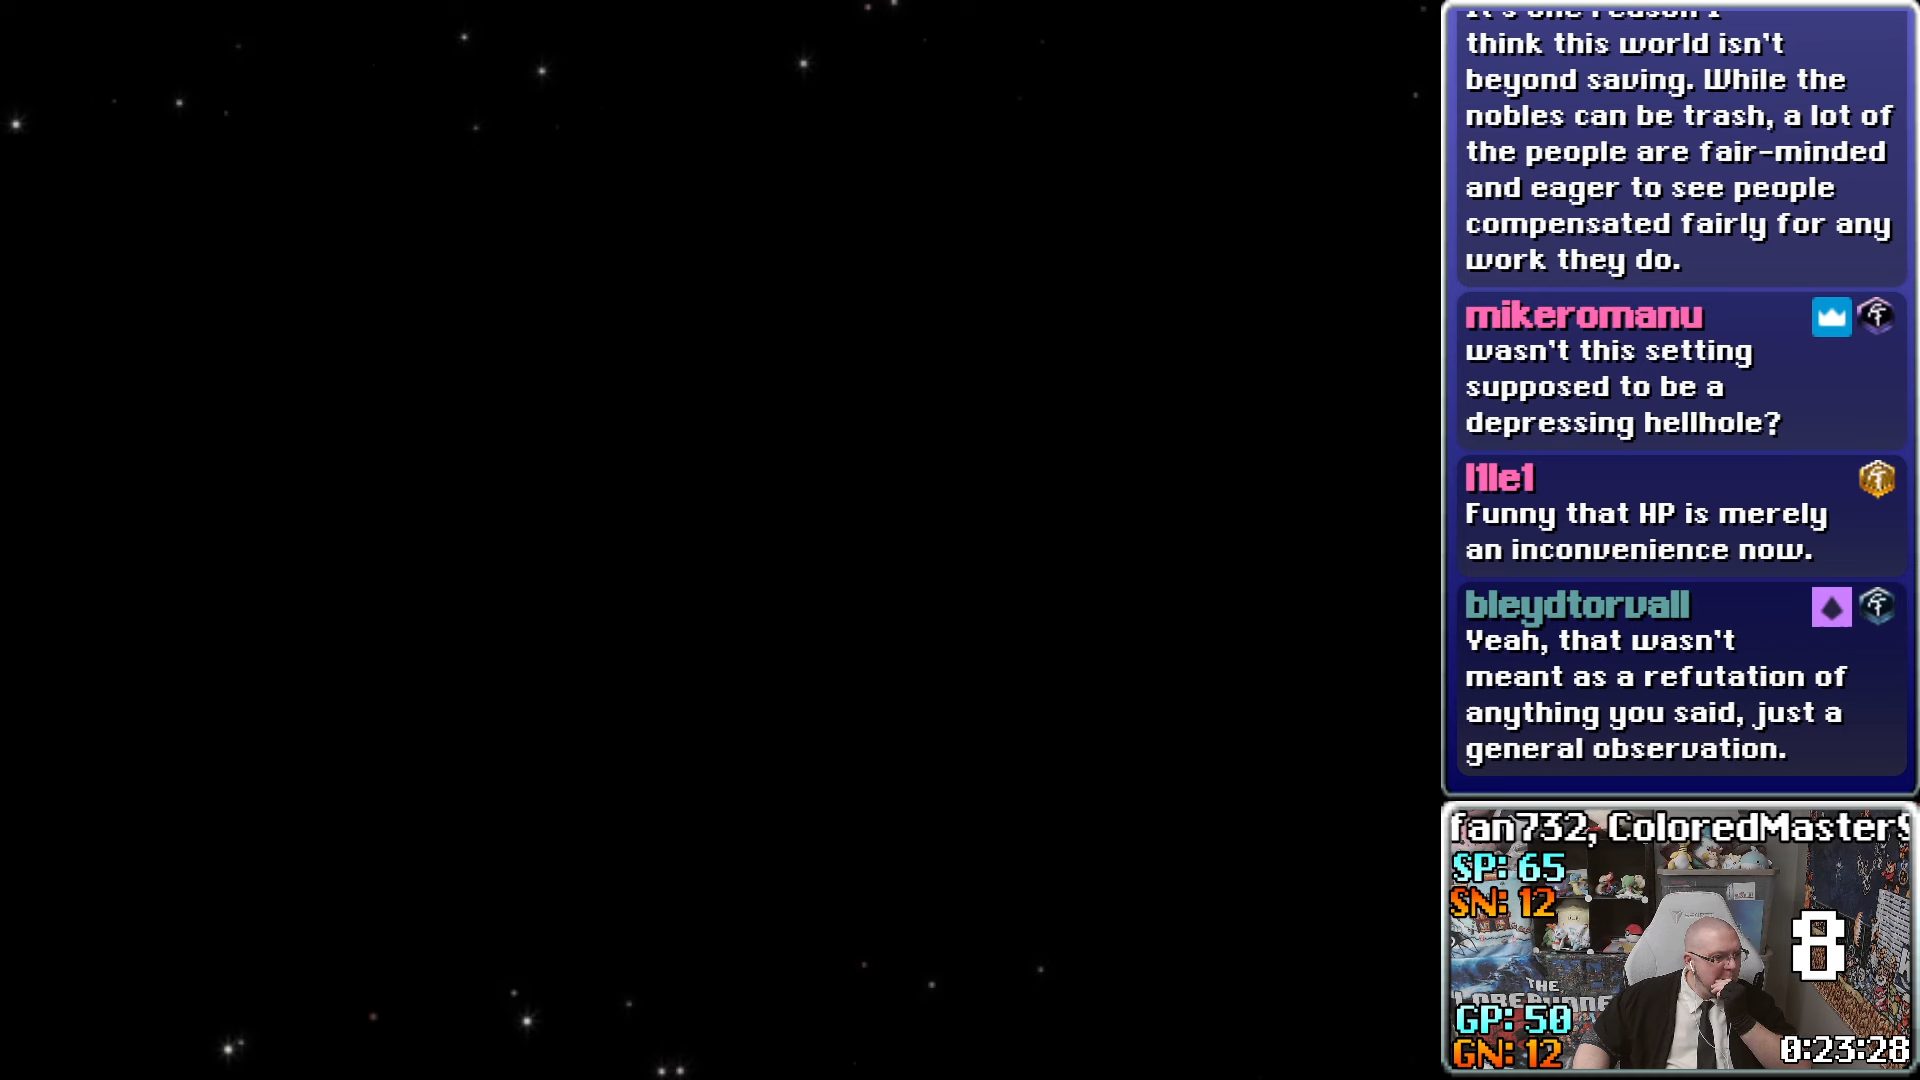 It's one reason I
think this world isn't
beyond saving. While the
nobles can be trash, a lot of
the people are fair-minded
and eager to see people
compensated fairly for any
work they do.
mikeromanu
wasn't this setting
supposed to be a
depressing hellhole?
l1le1
Funny that HP is merely
an inconvenience now.
bleydtorvall
Yeah, that wasn't
meant as a refutation of
anything you said, just a
general observation.
fan732, ColoredMaster
SP: 65
SN: 12
8
THE
GP: 50
GN: 12
0:23:28